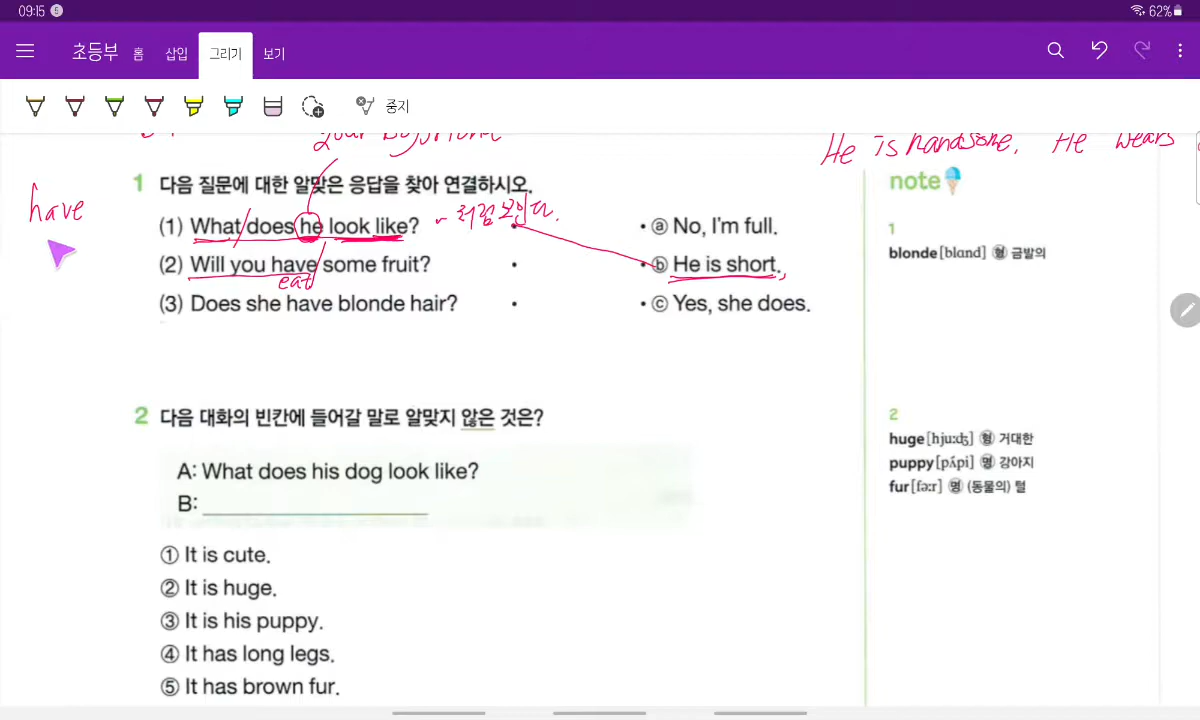 09:15 5 62%
초등부 홈 삽입 그리기 보기
중지
your
He is handsome. He wears
1 다음 질문에 대한 알맞은 응답을 찾아 연결하시오.
have
(1) What does he look like? ~처럼 보인다.
(2) Will you have some fruit?
eat
(3) Does she have blonde hair?
ⓐ No, I'm full.
ⓑ He is short.
ⓒ Yes, she does.
note
1
blonde[blɑnd] 형 금발의
2 다음 대화의 빈칸에 들어갈 말로 알맞지 않은 것은?
A: What does his dog look like?
B:
① It is cute.
② It is huge.
③ It is his puppy.
④ It has long legs.
⑤ It has brown fur.
2
huge[hjuːdʒ] 형 거대한
puppy[pʌ́pi] 명 강아지
fur[fəːr] 명 (동물의) 털